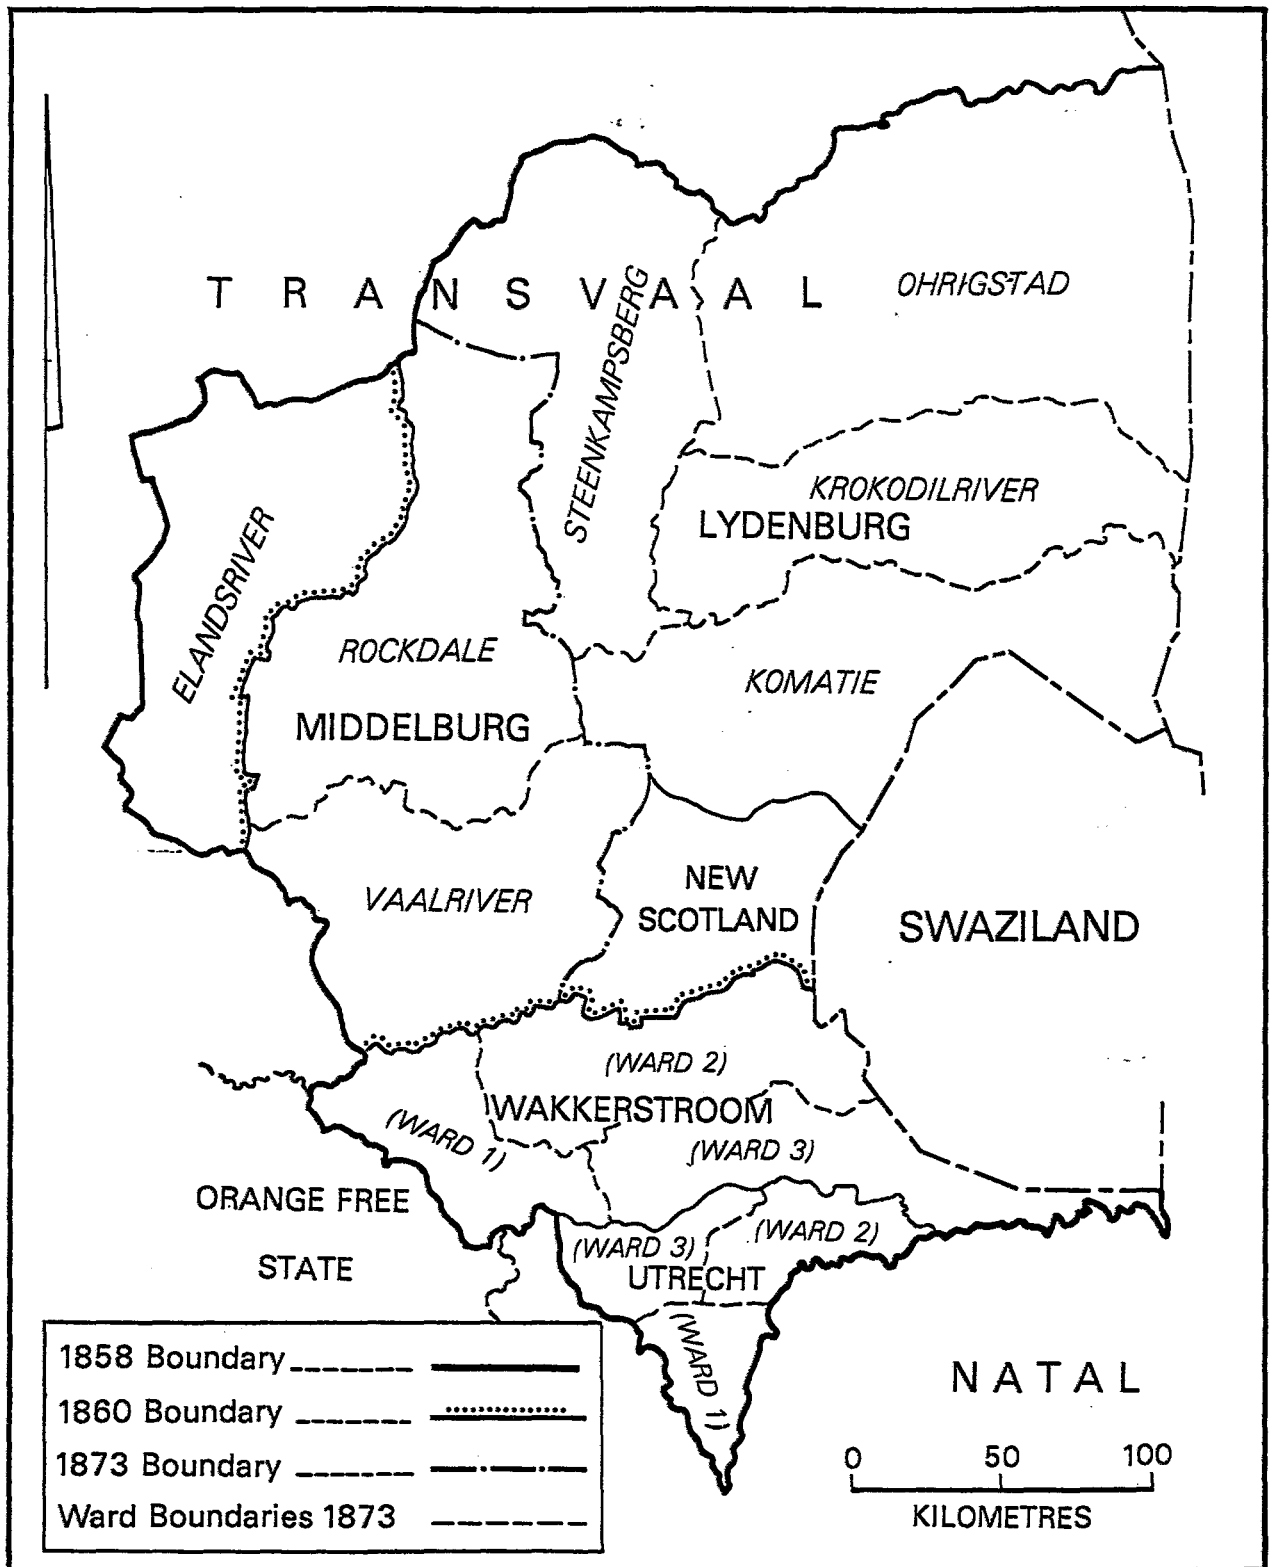 TRANSVAAL
OHRIGSTAD
STEENKAMPSBERG
KROKODILRIVER
LYDENBURG
ELANDSRIVER
ROCKDALE
KOMATIE
MIDDELBURG
NEW
SCOTLAND
VAALRIVER
SWAZILAND
(WARD 2)
WAKKERSTROOM
(WARD 1)
(WARD 3)
ORANGE FREE
STATE
(WARD 2)
(WARD 3)
UTRECHT
(WARD 1)
NATAL
1858 Boundary
1860 Boundary
1873 Boundary
Ward Boundaries 1873
0 50 100
KILOMETRES